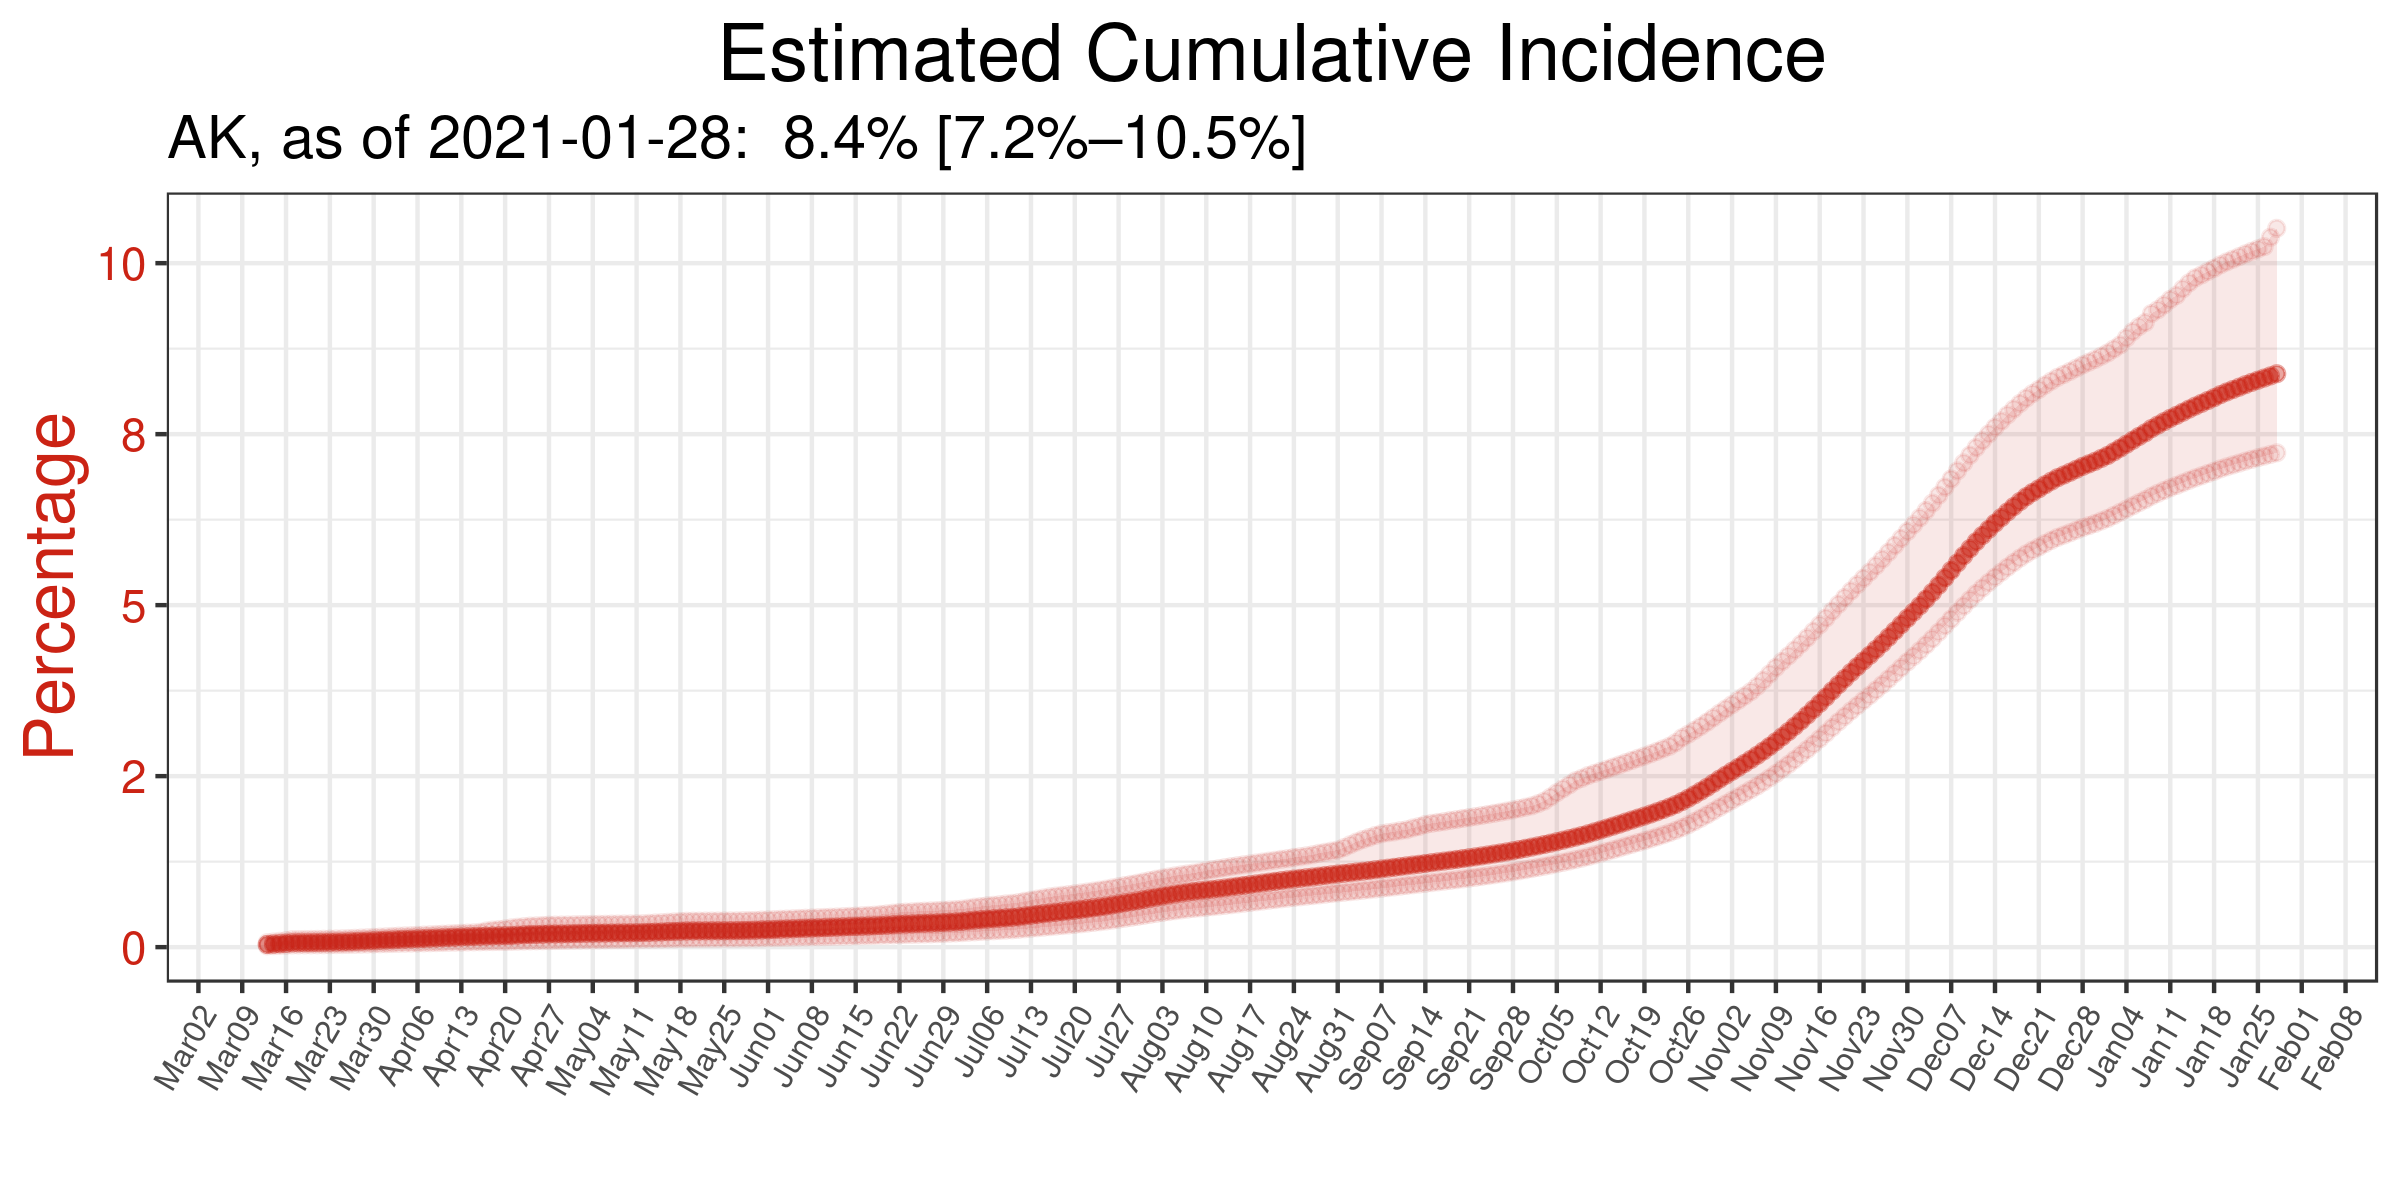 Estimated Cumulative Incidence
AK, as of 2021-01-28:  8.4% [7.2%–10.5%]
Percentage
10
8
5
2
0
Mar02
Mar09
Mar16
Mar23
Mar30
Apr06
Apr13
Apr20
Apr27
May04
May11
May18
May25
Jun01
Jun08
Jun15
Jun22
Jun29
Jul06
Jul13
Jul20
Jul27
Aug03
Aug10
Aug17
Aug24
Aug31
Sep07
Sep14
Sep21
Sep28
Oct05
Oct12
Oct19
Oct26
Nov02
Nov09
Nov16
Nov23
Nov30
Dec07
Dec14
Dec21
Dec28
Jan04
Jan11
Jan18
Jan25
Feb01
Feb08